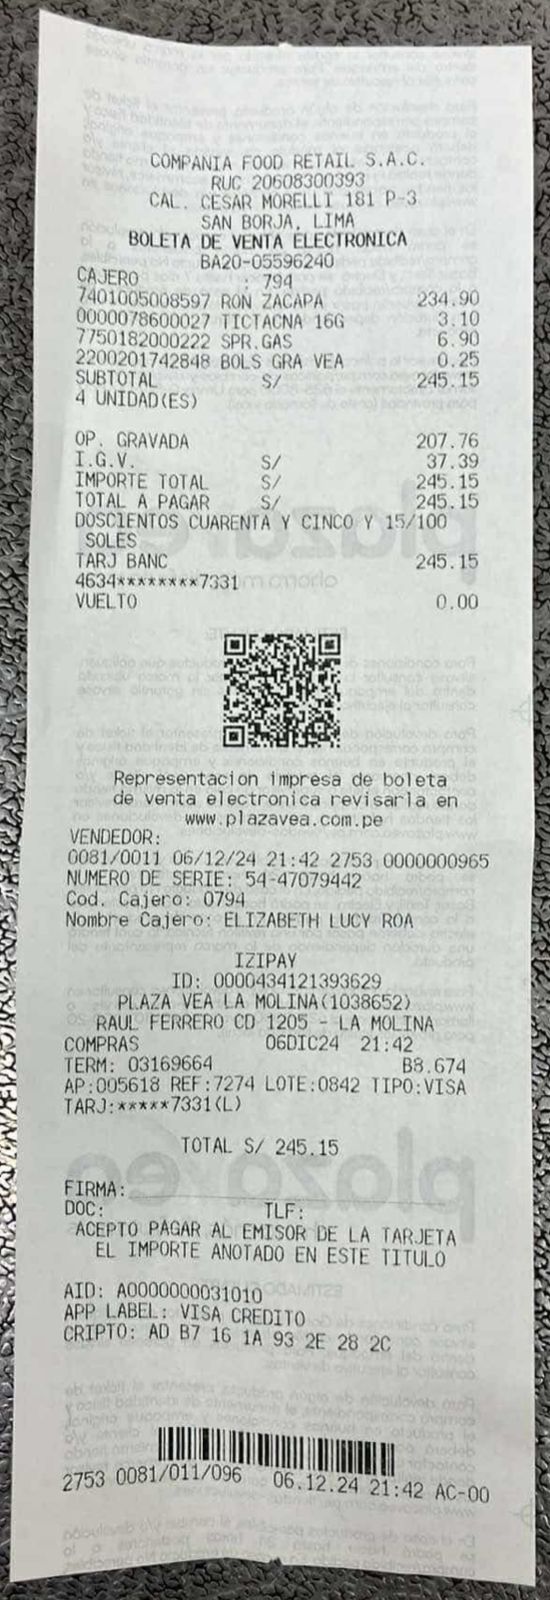 COMPANIA FOOD RETAIL S.A.C.
RUC 20608300393
CAL. CESAR MORELLI 181 P-3
SAN BORJA, LIMA
BOLETA DE VENTA ELECTRONICA
BA20-05596240
CAJERO : 794
7401005008597 RON ZACAPA 234.90
0000078600027 TICTACNA 16G 3.10
7750182000222 SPR.GAS 6.90
2200201742848 BOLS GRA VEA 0.25
SUBTOTAL S/ 245.15
4 UNIDAD(ES)
OP. GRAVADA 207.76
I.G.V. S/ 37.39
IMPORTE TOTAL S/ 245.15
TOTAL A PAGAR S/ 245.15
DOSCIENTOS CUARENTA Y CINCO Y 15/100
SOLES
TARJ BANC 245.15
4634********7331
VUELTO 0.00
Representacion impresa de boleta
de venta electronica revisarla en
www.plazavea.com.pe
VENDEDOR:
0081/0011 06/12/24 21:42 2753 0000000965
NUMERO DE SERIE: 54-47079442
Cod. Cajero: 0794
Nombre Cajero: ELIZABETH LUCY ROA
IZIPAY
ID: 0000434121393629
PLAZA VEA LA MOLINA(1038652)
RAUL FERRERO CD 1205 - LA MOLINA
COMPRAS 06DIC24 21:42
TERM: 03169664 B8.674
AP:005618 REF:7274 LOTE:0842 TIPO:VISA
TARJ:*****7331(L)
TOTAL S/ 245.15
FIRMA:
DOC: TLF:
ACEPTO PAGAR AL EMISOR DE LA TARJETA
EL IMPORTE ANOTADO EN ESTE TITULO
AID: A0000000031010
APP LABEL: VISA CREDITO
CRIPTO: AD B7 16 1A 93 2E 28 2C
2753 0081/011/096 06.12.24 21:42 AC-00